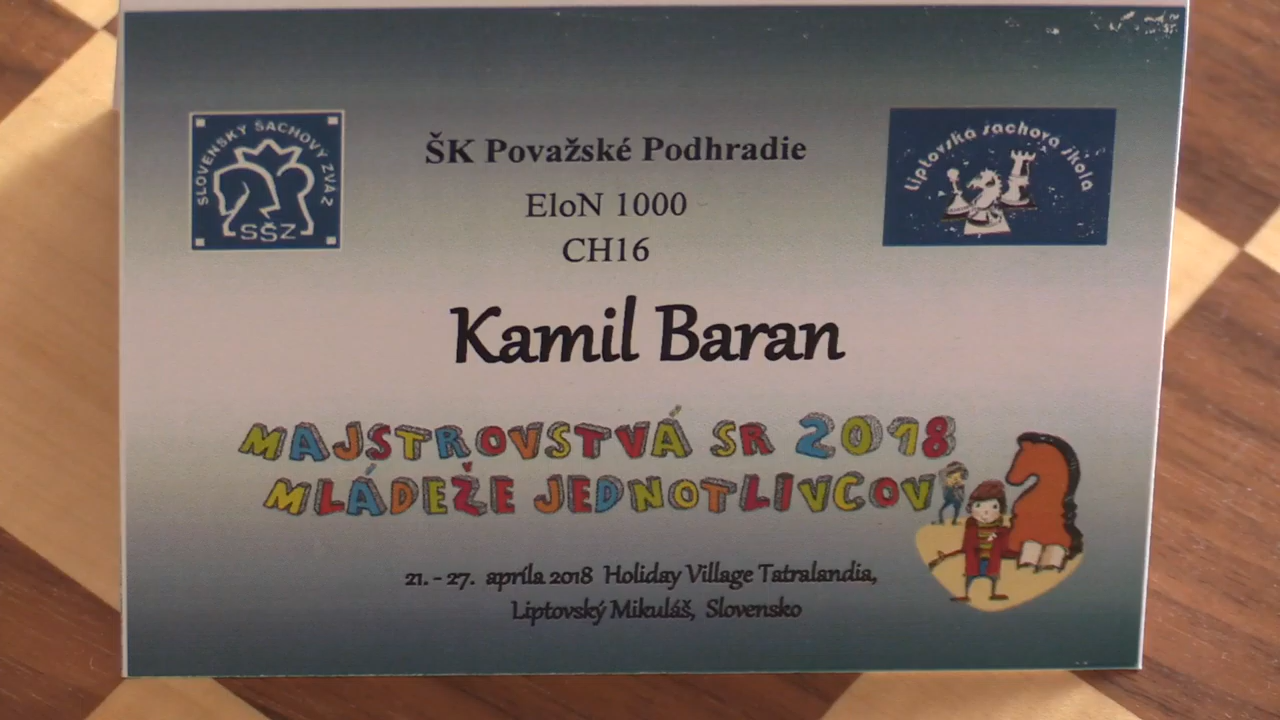 SLOVENSKÝ ŠACHOVÝ ZVÄZ
SŠZ
ŠK Považské Podhradie
EloN 1000
CH16
Liptovská šachová škola
Kamil Baran
MAJSTROVSTVÁ SR 2018
MLÁDEŽE JEDNOTLIVCOV
21. - 27. apríla 2018 Holiday Village Tatralandia,
Liptovský Mikuláš, Slovensko